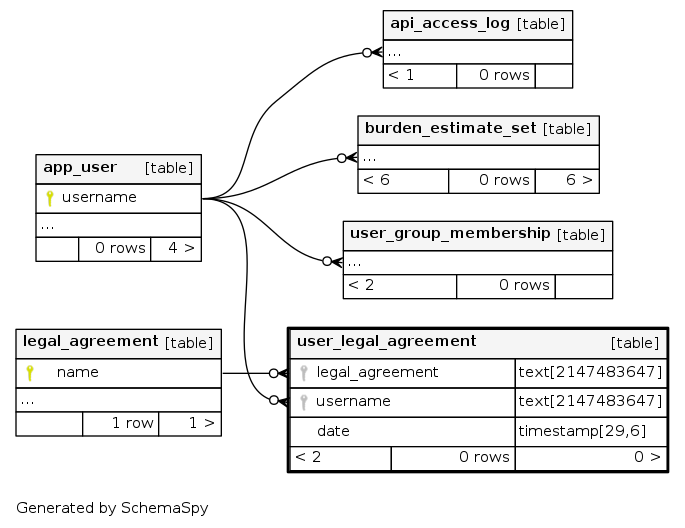 api_access_log [table]
...
< 1 0 rows
burden_estimate_set [table]
...
< 6 0 rows 6 >
app_user [table]
username
...
0 rows 4 >
user_group_membership [table]
...
< 2 0 rows
legal_agreement [table]
name
...
1 row 1 >
user_legal_agreement [table]
legal_agreement text[2147483647]
username text[2147483647]
date timestamp[29,6]
< 2 0 rows 0 >
Generated by SchemaSpy